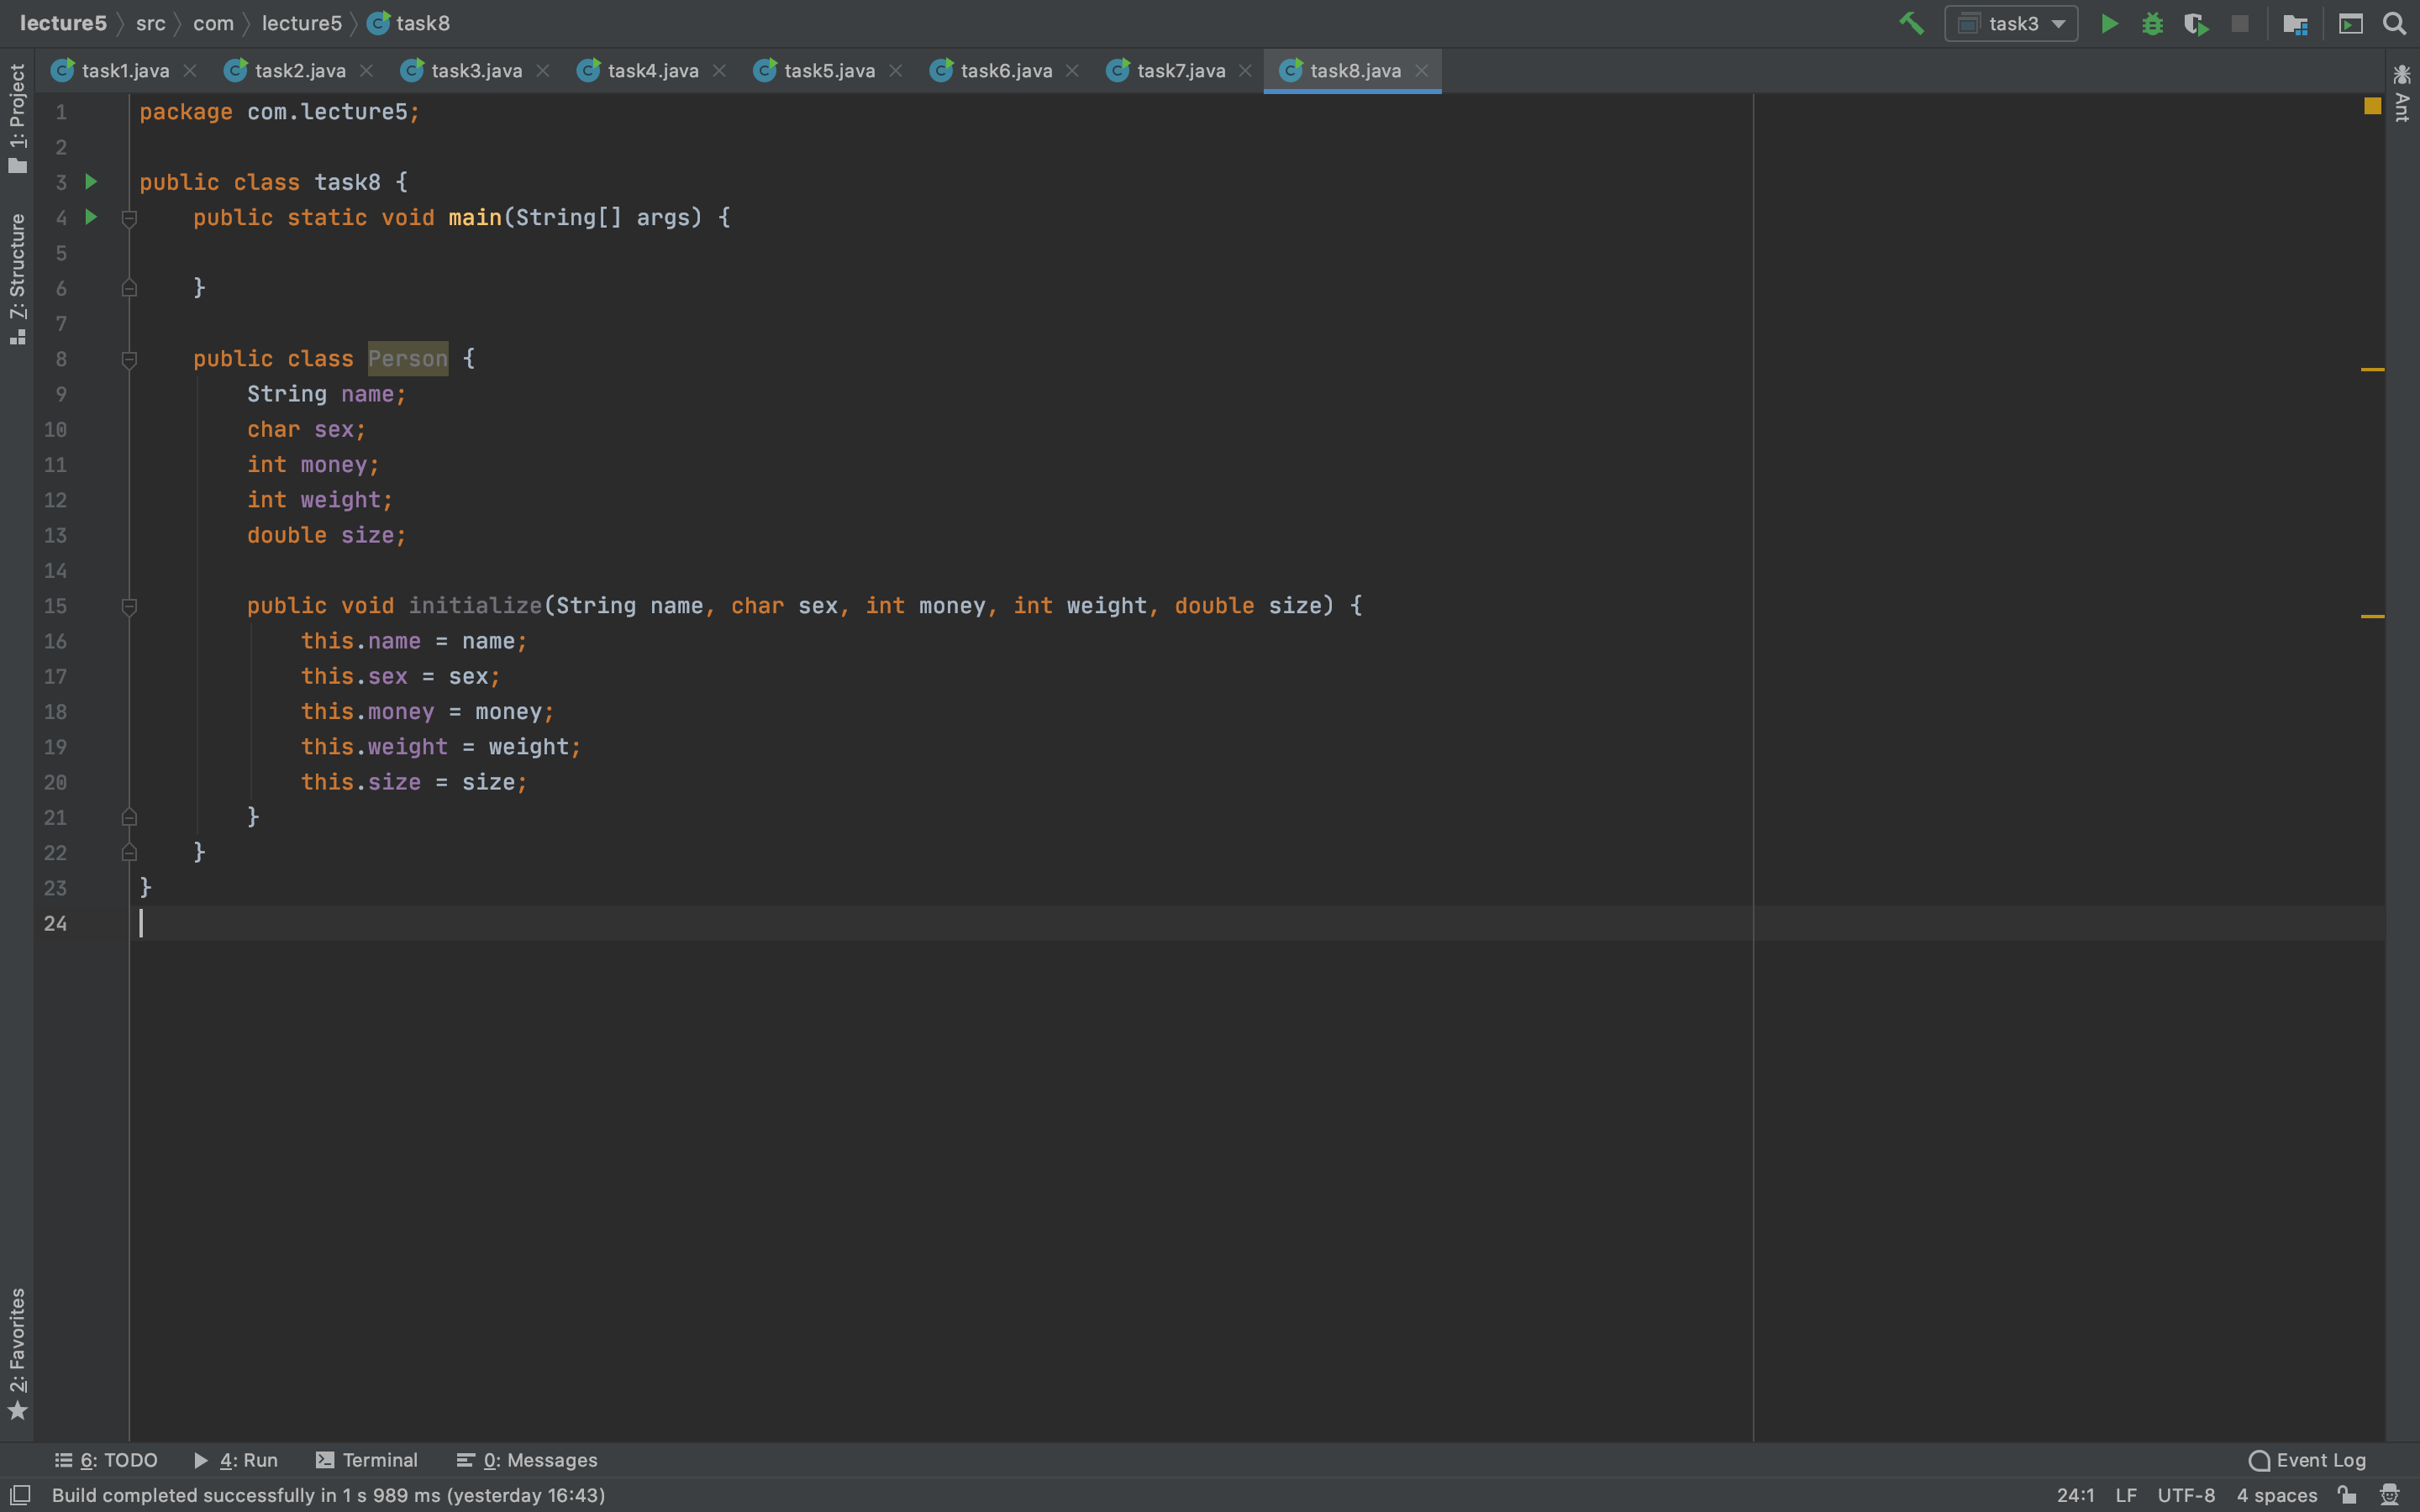 lecture5 src com lecture5 task8 task3
task1.java task2.java task3.java task4.java task5.java task6.java task7.java task8.java
1: Project
Z: Structure
2: Favorites
Ant
1 package com.lecture5;
2
3 public class task8 {
4     public static void main(String[] args) {
5
6     }
7
8     public class Person {
9         String name;
10         char sex;
11         int money;
12         int weight;
13         double size;
14
15         public void initialize(String name, char sex, int money, int weight, double size) {
16             this.name = name;
17             this.sex = sex;
18             this.money = money;
19             this.weight = weight;
20             this.size = size;
21         }
22     }
23 }
24
6: TODO 4: Run Terminal 0: Messages Event Log
Build completed successfully in 1 s 989 ms (yesterday 16:43) 24:1 LF UTF-8 4 spaces